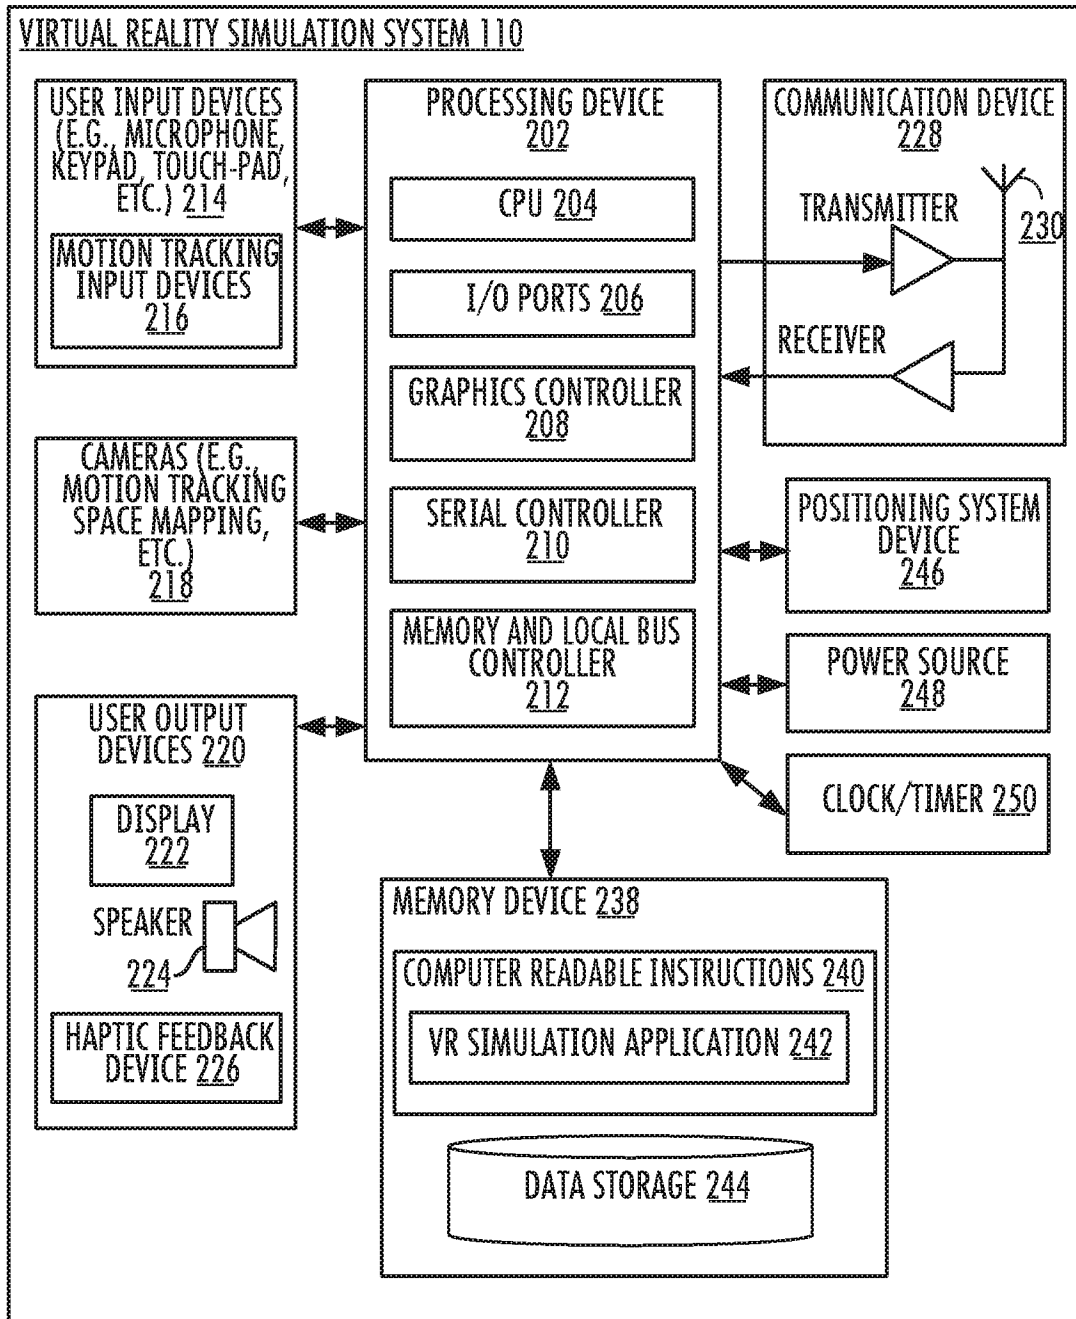 VIRTUAL REALITY SIMULATION SYSTEM 110
USER INPUT DEVICES
(E.G., MICROPHONE,
KEYPAD, TOUCH-PAD,
ETC.) 214
MOTION TRACKING
INPUT DEVICES
216
CAMERAS (E.G.,
MOTION TRACKING
SPACE MAPPING,
ETC.)
218
USER OUTPUT
DEVICES 220
DISPLAY
222
SPEAKER
224
HAPTIC FEEDBACK
DEVICE 226
PROCESSING DEVICE
202
CPU 204
I/O PORTS 206
GRAPHICS CONTROLLER
208
SERIAL CONTROLLER
210
MEMORY AND LOCAL BUS
CONTROLLER
212
COMMUNICATION DEVICE
228
TRANSMITTER
230
RECEIVER
POSITIONING SYSTEM
DEVICE
246
POWER SOURCE
248
CLOCK/TIMER 250
MEMORY DEVICE 238
COMPUTER READABLE INSTRUCTIONS 240
VR SIMULATION APPLICATION 242
DATA STORAGE 244